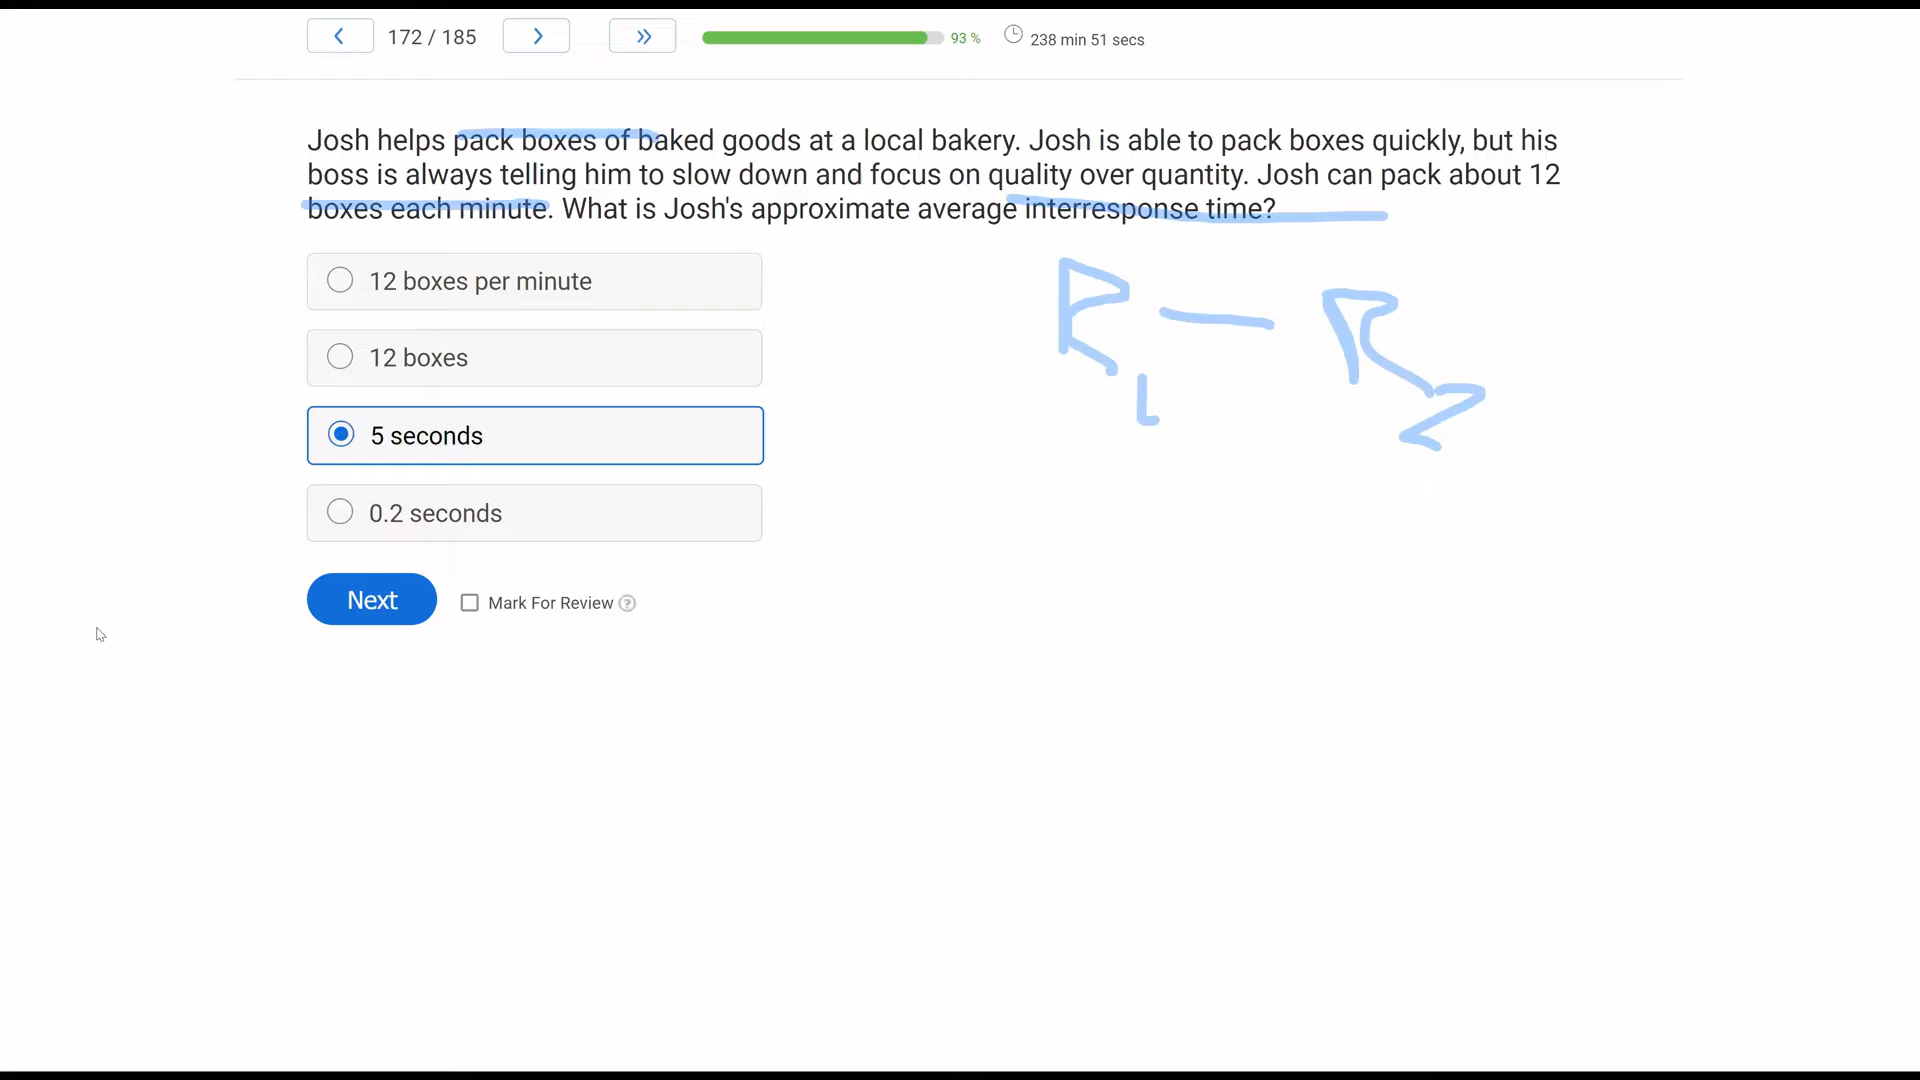 172 / 185
93 %
238 min 51 secs
Josh helps pack boxes of baked goods at a local bakery. Josh is able to pack boxes quickly, but his
boss is always telling him to slow down and focus on quality over quantity. Josh can pack about 12
boxes each minute. What is Josh's approximate average interresponse time?
12 boxes per minute
12 boxes
5 seconds
0.2 seconds
R1 — R2
Next
Mark For Review ?